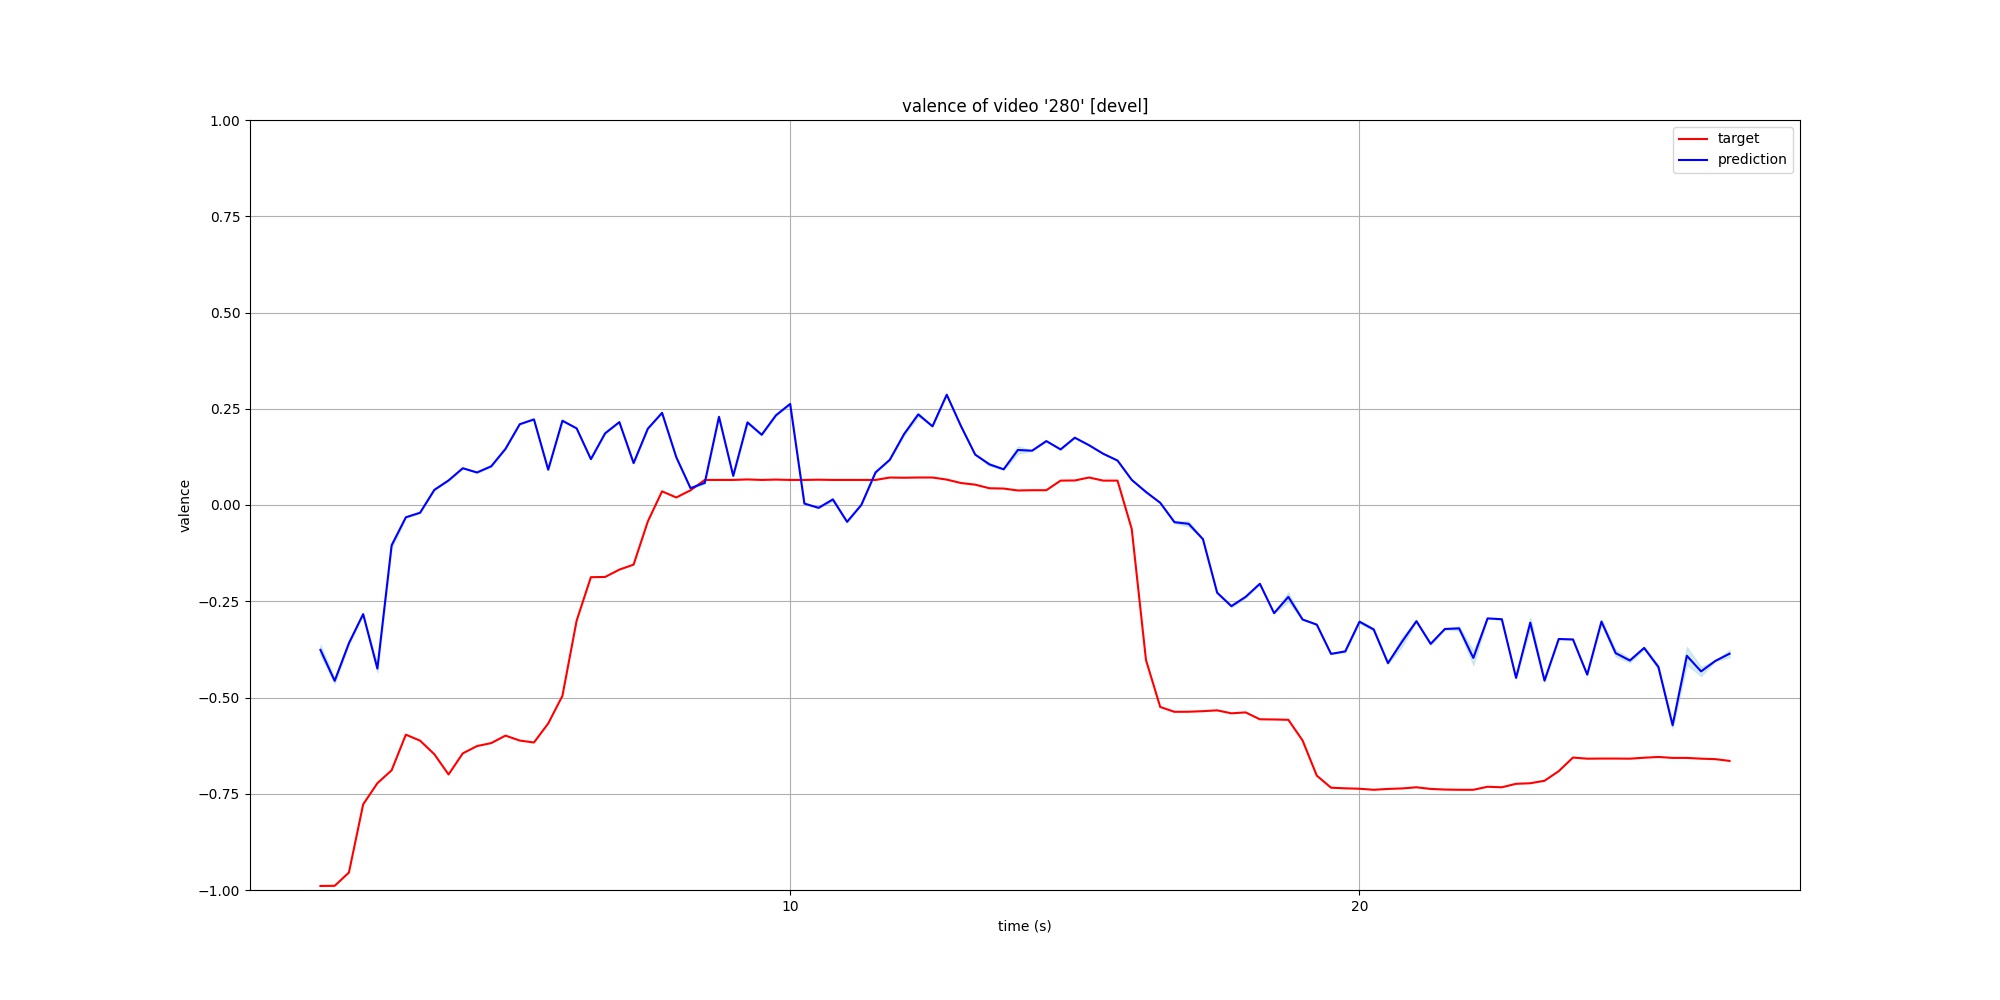 valence of video '280' [devel]
1.00
0.75
0.50
0.25
0.00
−0.25
−0.50
−0.75
−1.00
valence
target
prediction
10
20
time (s)